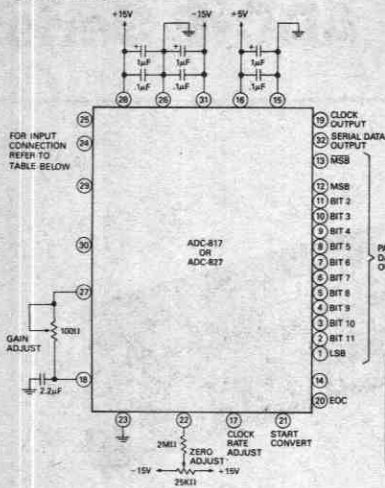 +15V -15V +5V
+ 1μF + 1μF + 1μF
.1μF .1μF .1μF
28 26 31 16 15
25
24
FOR INPUT
CONNECTION
REFER TO
TABLE BELOW
29
30
27
GAIN
ADJUST
100Ω
18
2.2μF
ADC-817
OR
ADC-827
19 CLOCK
OUTPUT
32 SERIAL DATA
OUTPUT
13 MSB
12 MSB
11 BIT 2
10 BIT 3
9 BIT 4
8 BIT 5
7 BIT 6
6 BIT 7
5 BIT 8
4 BIT 9
3 BIT 10
2 BIT 11
1 LSB
14
20 EOC
23 22 17 21
2MΩ
ZERO
ADJUST
CLOCK
RATE
ADJUST
START
CONVERT
-15V +15V
25KΩ